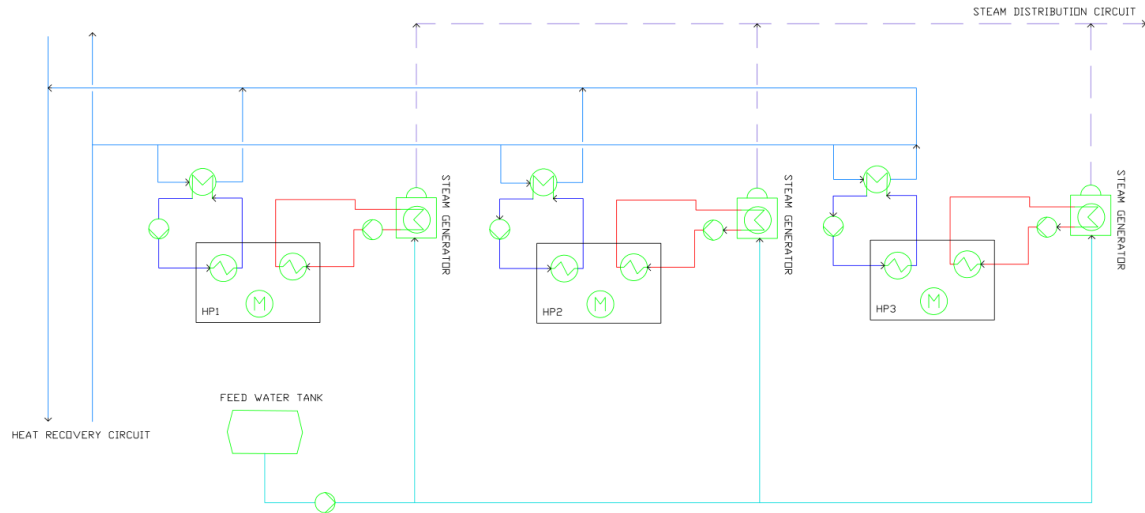 STEAM DISTRIBUTION CIRCUIT
STEAM GENERATOR
STEAM GENERATOR
STEAM GENERATOR
HP1
M
HP2
M
HP3
M
FEED WATER TANK
HEAT RECOVERY CIRCUIT